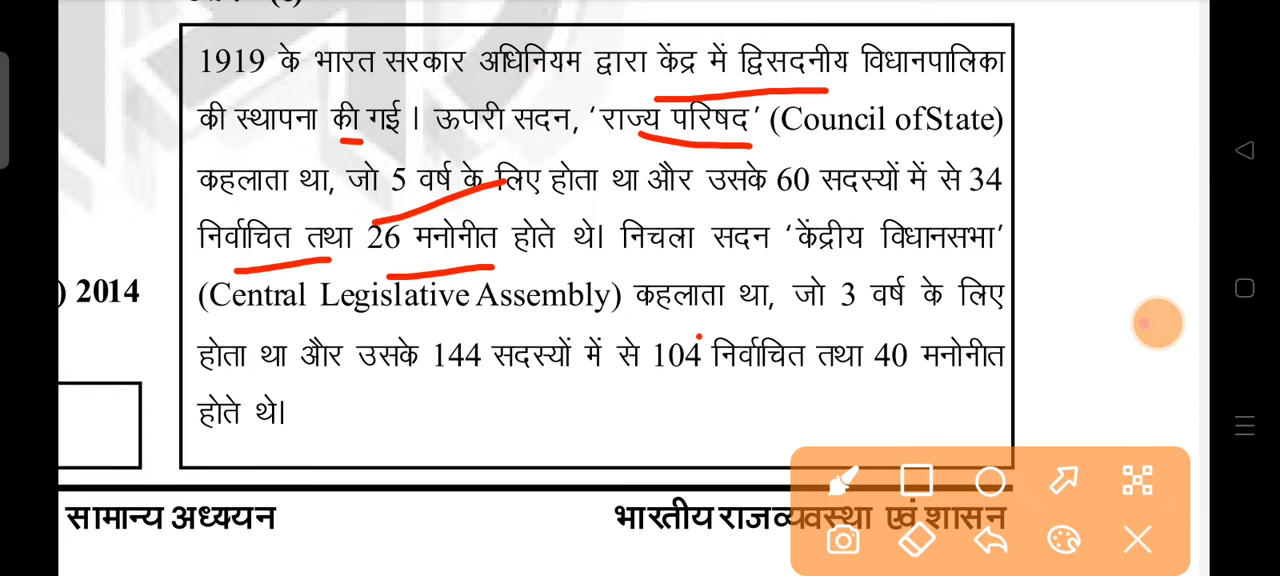 1919 के भारत सरकार अधिनियम द्वारा केंद्र में द्विसदनीय विधानपालिका
की स्थापना की गई। ऊपरी सदन, ‘राज्य परिषद’ (Council ofState)
कहलाता था, जो 5 वर्ष के लिए होता था और उसके 60 सदस्यों में से 34
निर्वाचित तथा 26 मनोनीत होते थे। निचला सदन ‘केंद्रीय विधानसभा’
) 2014
(Central Legislative Assembly) कहलाता था, जो 3 वर्ष के लिए
होता था और उसके 144 सदस्यों में से 104 निर्वाचित तथा 40 मनोनीत
होते थे।
सामान्य अध्ययन
भारतीय राजव्यवस्था एवं शासन